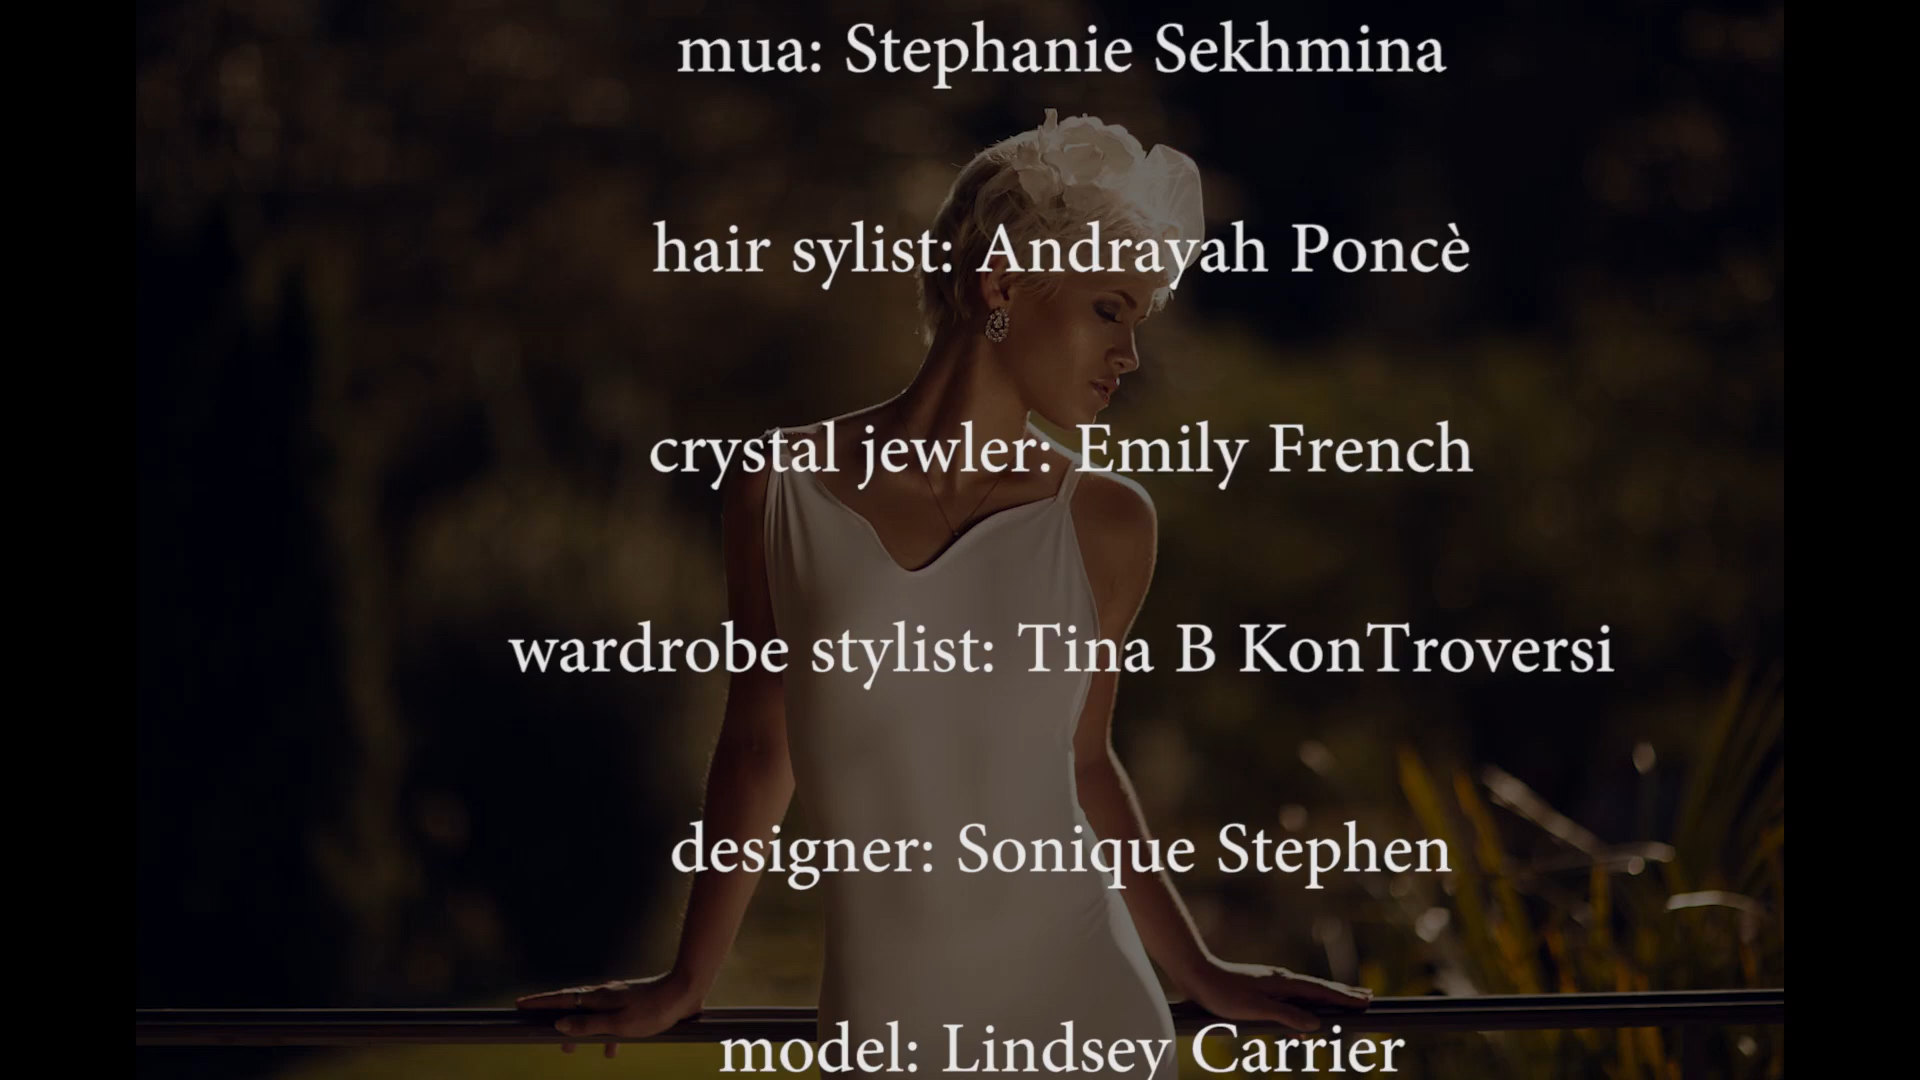 mua: Stephanie Sekhmina
hair sylist: Andrayah Poncè
crystal jewler: Emily French
wardrobe stylist: Tina B KonTroversi
designer: Sonique Stephen
model: Lindsey Carrier